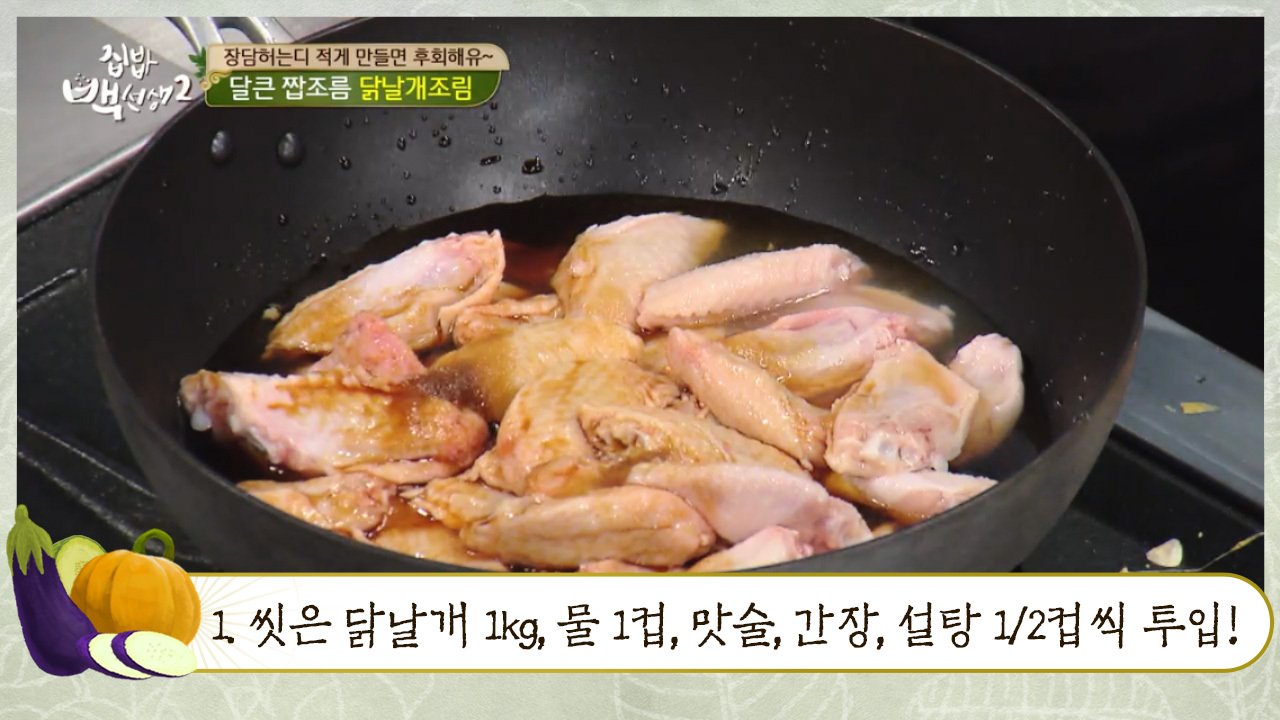 집밥
백선생2
장담허는디 적게 만들면 후회해유~
달큰 짭조름 닭날개조림
1. 씻은 닭날개 1kg, 물 1컵, 맛술, 간장, 설탕 1/2컵씩 투입!